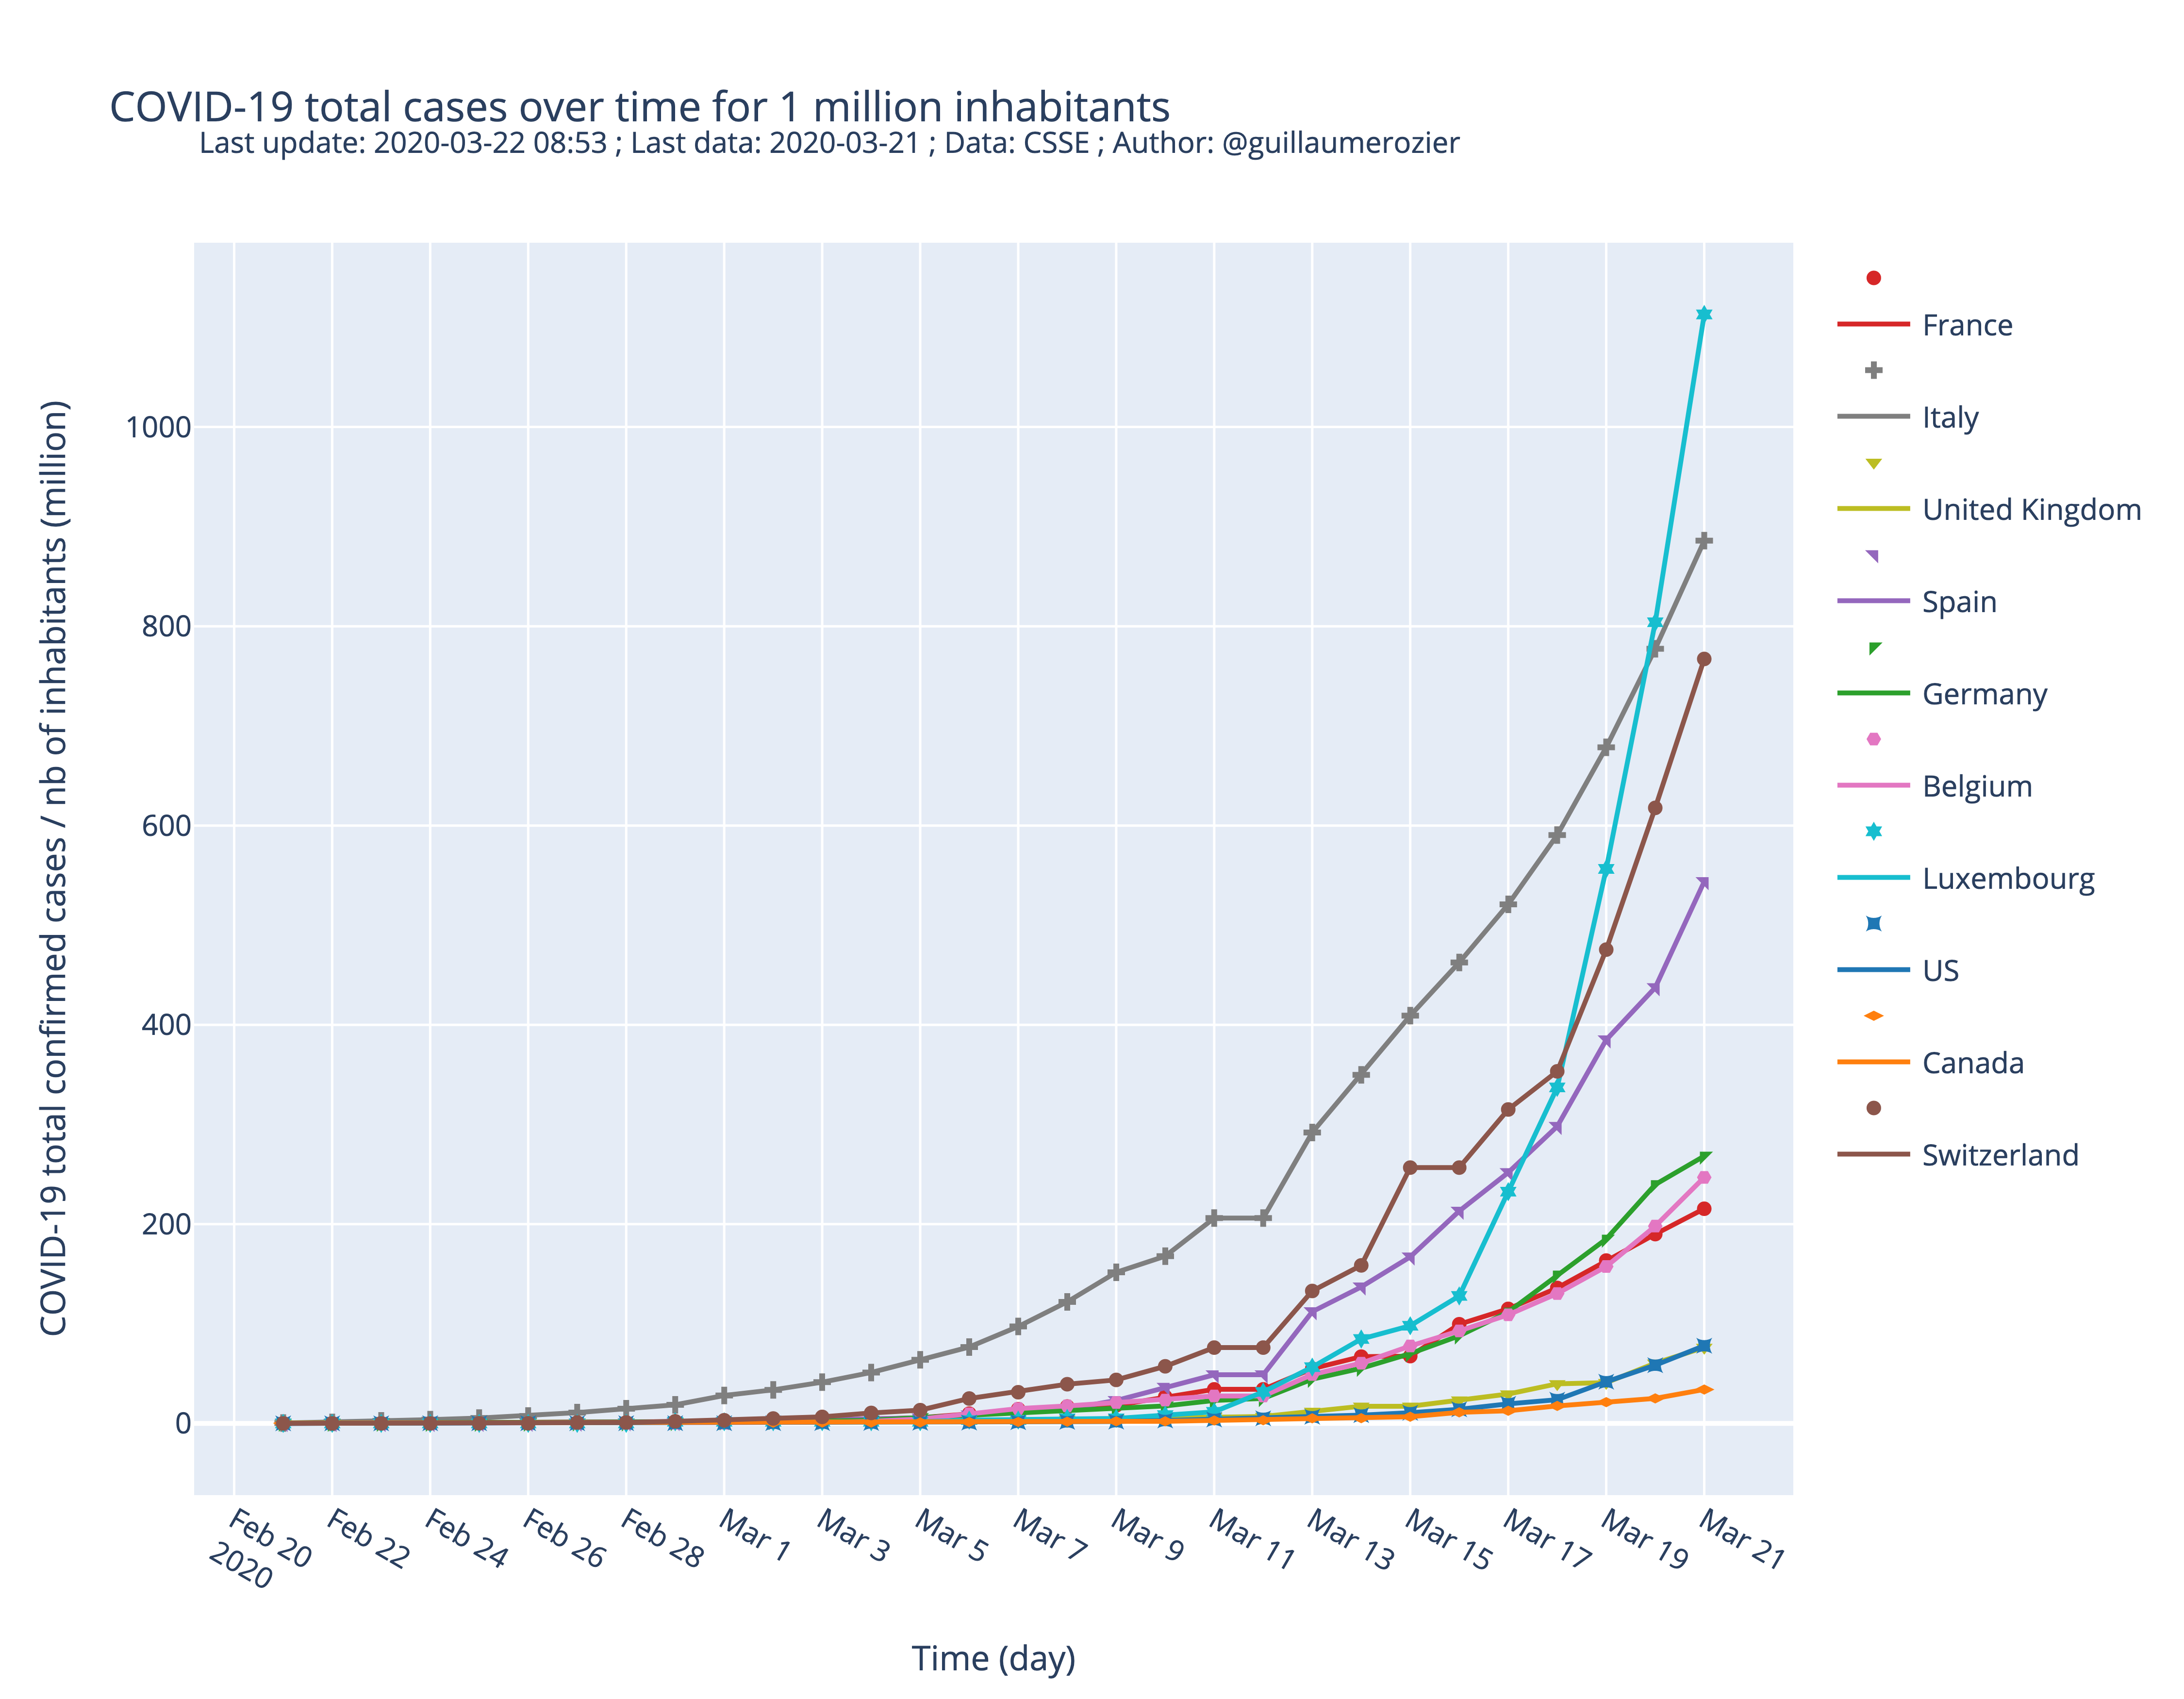 COVID-19 total cases over time for 1 million inhabitants
Last update: 2020-03-22 08:53 ; Last data: 2020-03-21 ; Data: CSSE ; Author: @guillaumerozier
COVID-19 total confirmed cases / nb of inhabitants (million)
1000
800
600
400
200
0
Feb 20
2020
Feb 22
Feb 24
Feb 26
Feb 28
Mar 1
Mar 3
Mar 5
Mar 7
Mar 9
Mar 11
Mar 13
Mar 15
Mar 17
Mar 19
Mar 21
Time (day)
France
Italy
United Kingdom
Spain
Germany
Belgium
Luxembourg
US
Canada
Switzerland